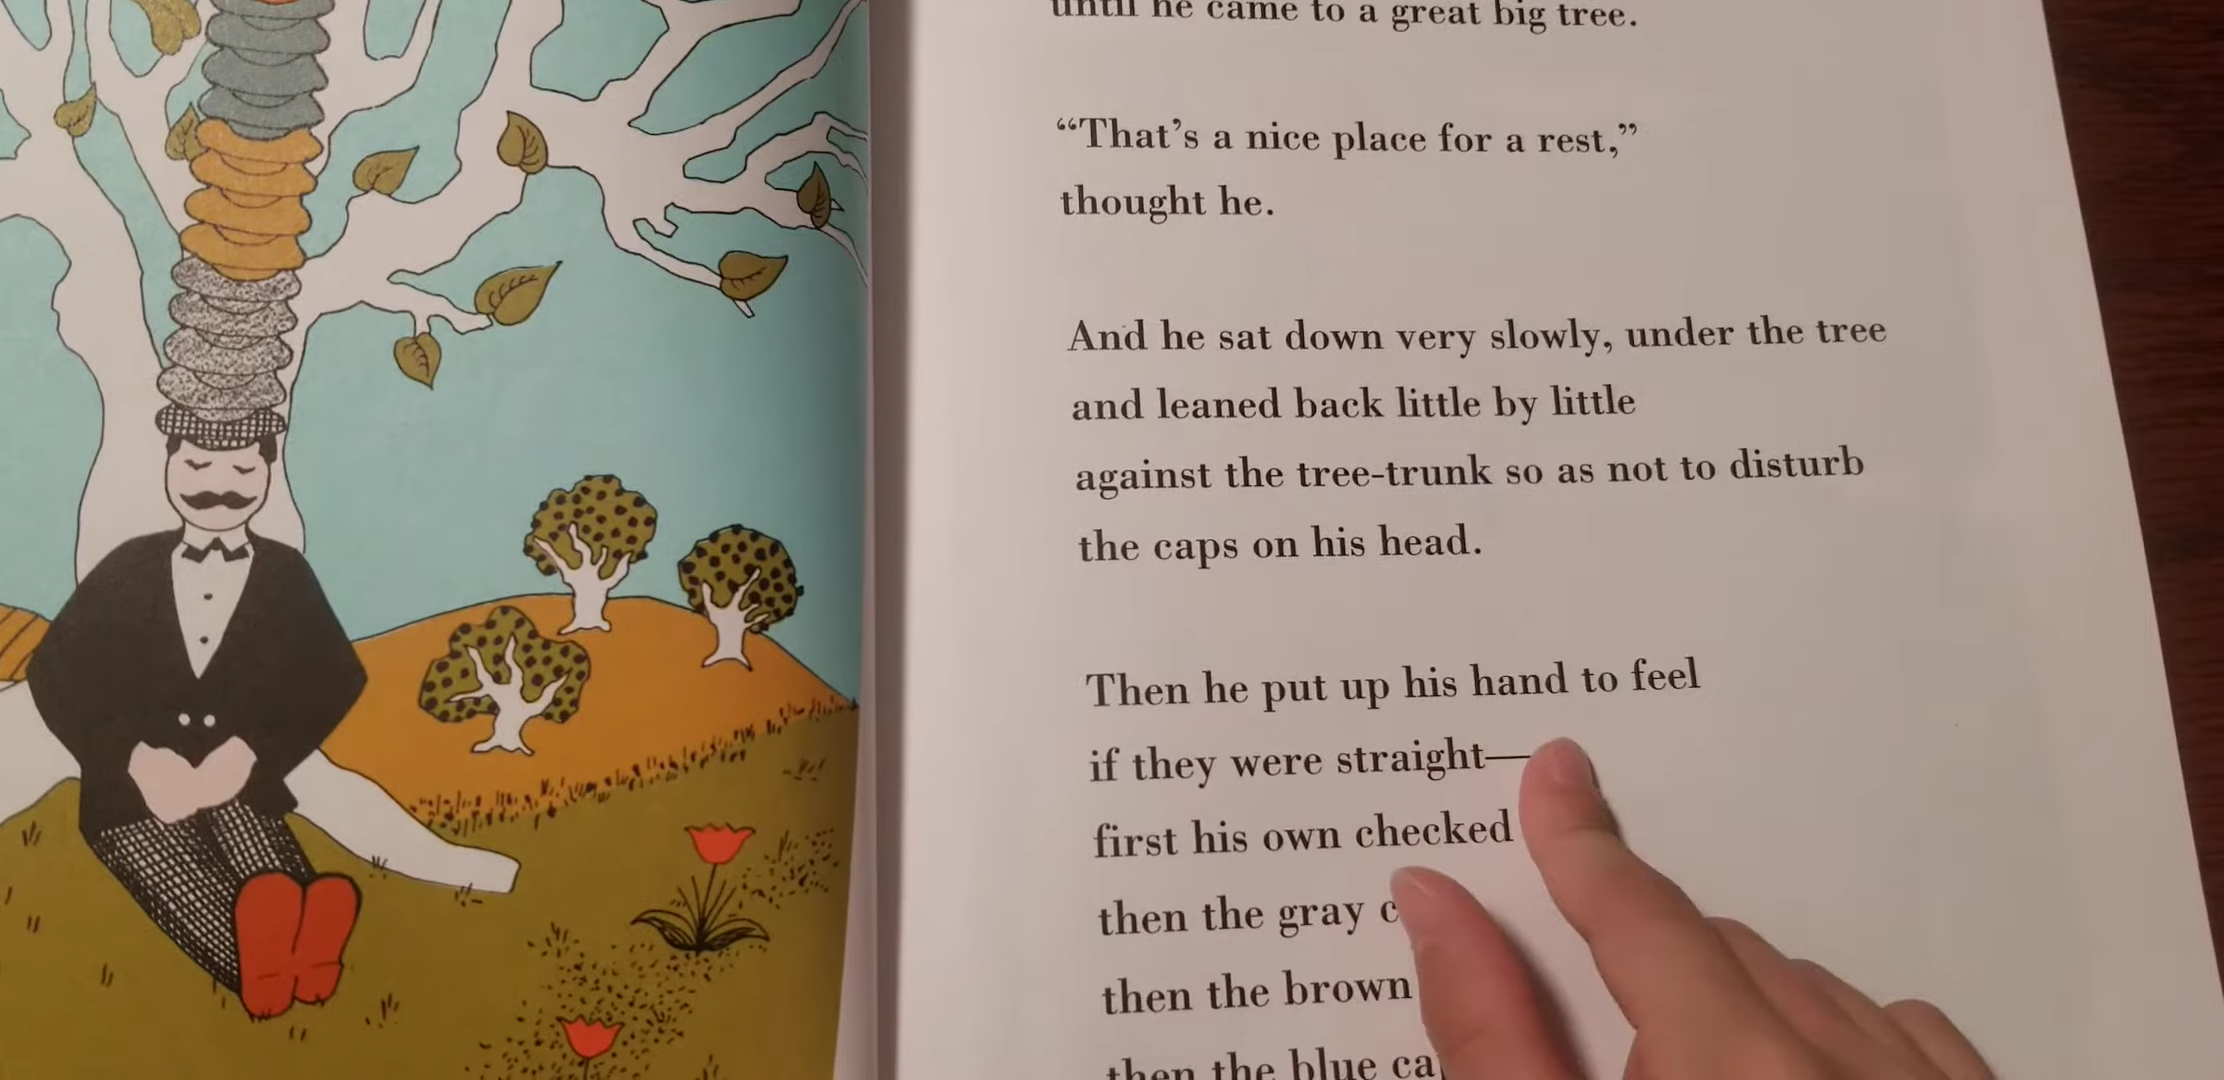 until he came to a great big tree.
“That’s a nice place for a rest,”
thought he.
And he sat down very slowly, under the tree
and leaned back little by little
against the tree-trunk so as not to disturb
the caps on his head.
Then he put up his hand to feel
if they were straight—
first his own checked
then the gray
then the brown
then the blue